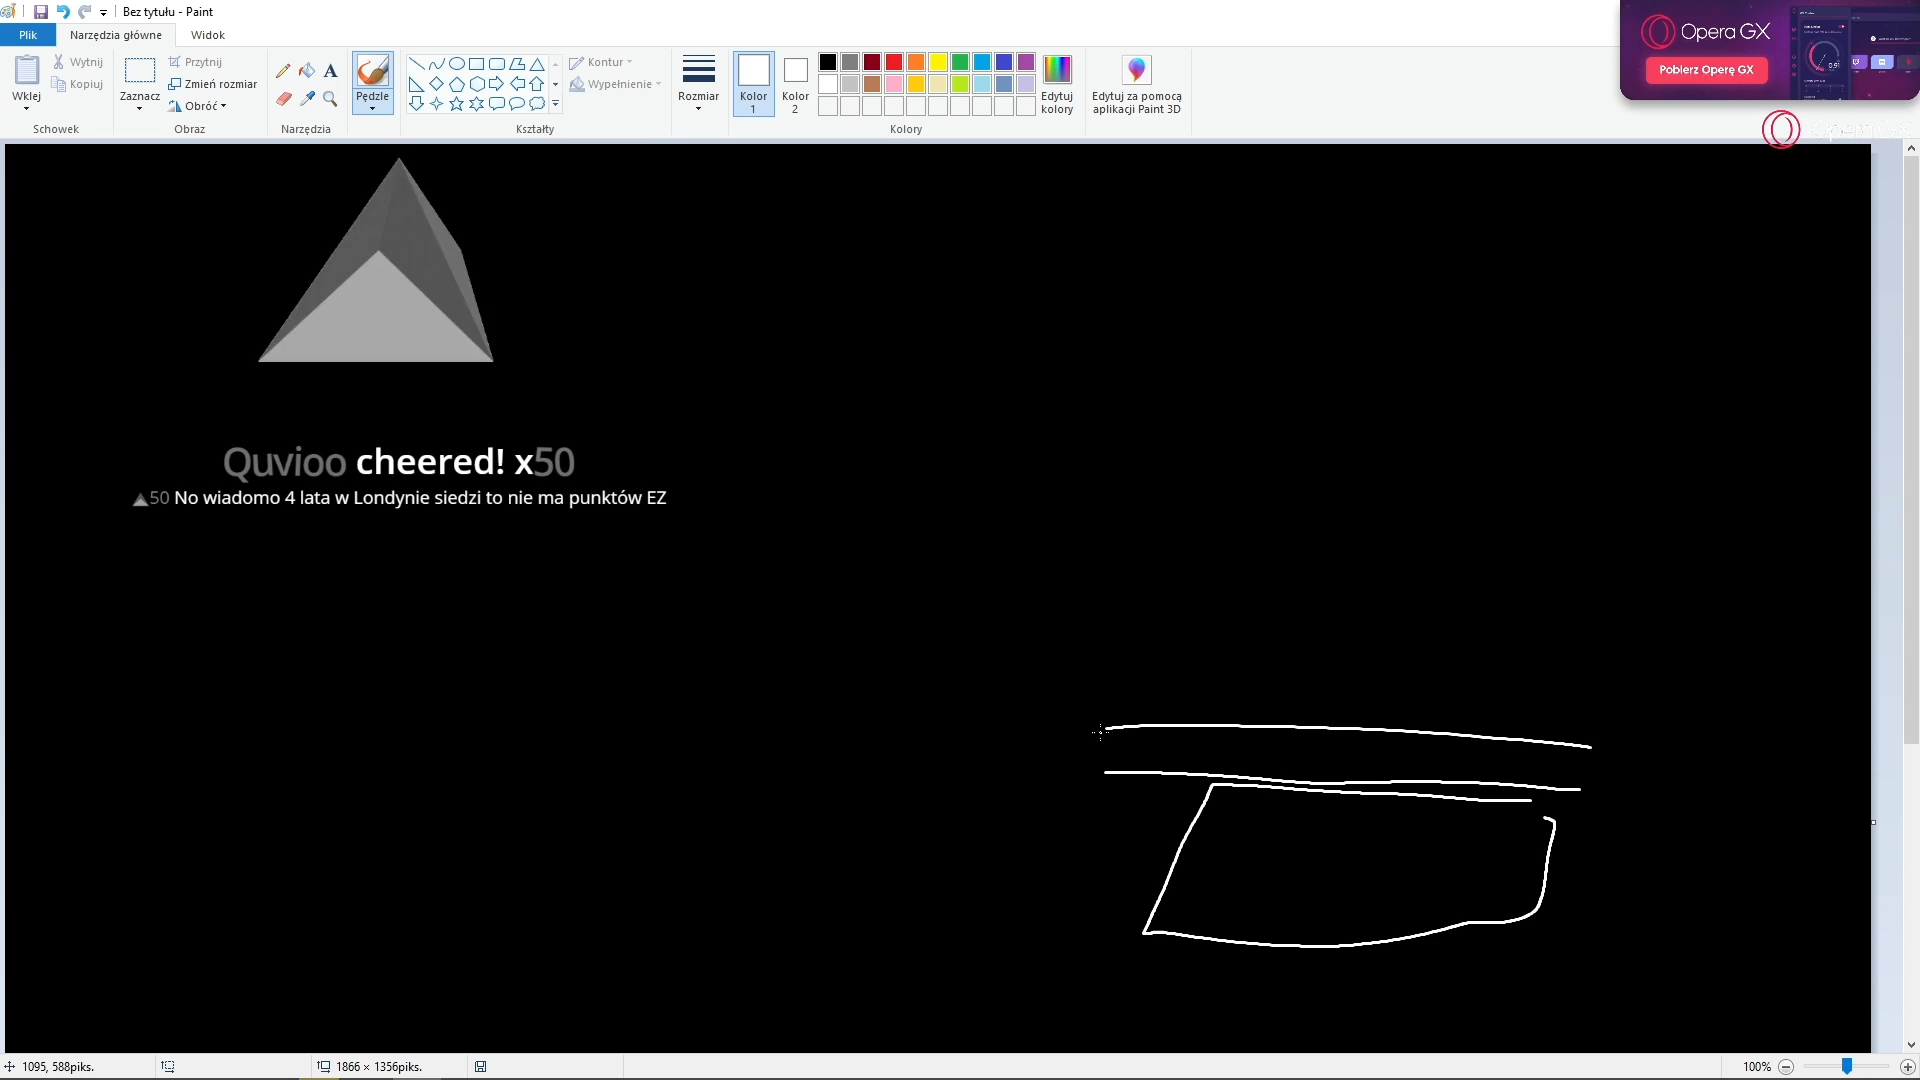 Bez tytułu - Paint
Plik Narzędzia główne Widok
Wklej
Wytnij
Kopiuj
Schowek
Zaznacz
Przytnij
Zmień rozmiar
Obróć
Obraz
A
Narzędzia
Pędzle
Kontur
Wypełnienie
Kształty
Rozmiar
Kolor
1
Kolor
2
Edytuj
kolory
Kolory
Edytuj za pomocą
aplikacji Paint 3D
Opera GX
Pobierz Operę GX
Quvioo cheered! x50
50 No wiadomo 4 lata w Londynie siedzi to nie ma punktów EZ
1095, 588piks.
1866 × 1356piks.
100%